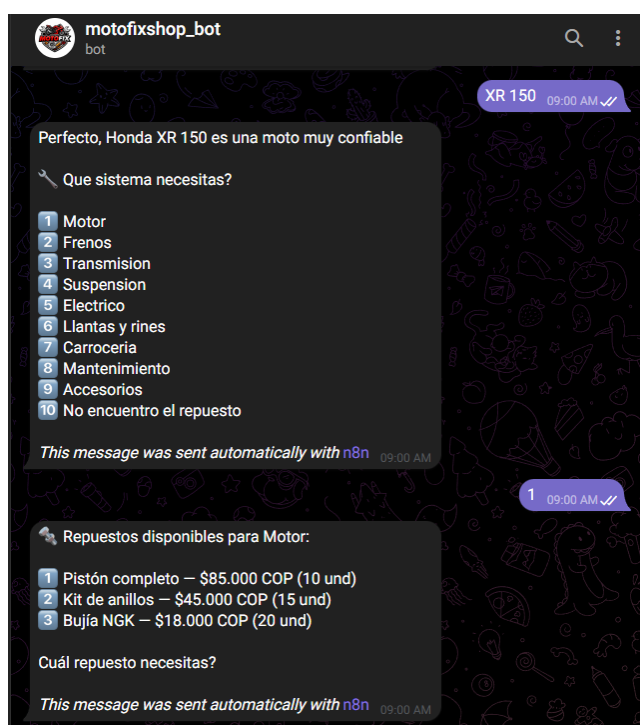 motofixshop_bot
bot
XR 150 09:00 AM
Perfecto, Honda XR 150 es una moto muy confiable
🔧 Que sistema necesitas?
1️⃣ Motor
2️⃣ Frenos
3️⃣ Transmision
4️⃣ Suspension
5️⃣ Electrico
6️⃣ Llantas y rines
7️⃣ Carroceria
8️⃣ Mantenimiento
9️⃣ Accesorios
10 No encuentro el repuesto
This message was sent automatically with n8n 09:00 AM
1 09:00 AM
🔩 Repuestos disponibles para Motor:
1️⃣ Pistón completo — $85.000 COP (10 und)
2️⃣ Kit de anillos — $45.000 COP (15 und)
3️⃣ Bujía NGK — $18.000 COP (20 und)
Cuál repuesto necesitas?
This message was sent automatically with n8n 09:00 AM